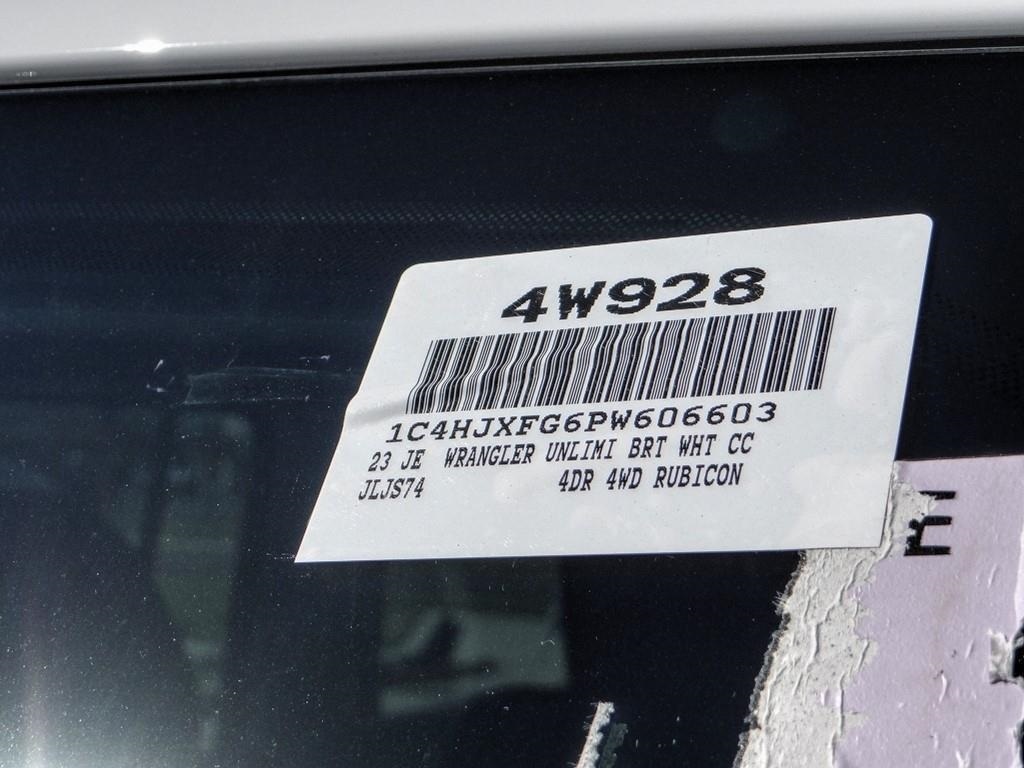 4W928
1C4HJXFG6PW606603
23 JE WRANGLER UNLIMI BRT WHT CC
JLJS74 4DR 4WD RUBICON